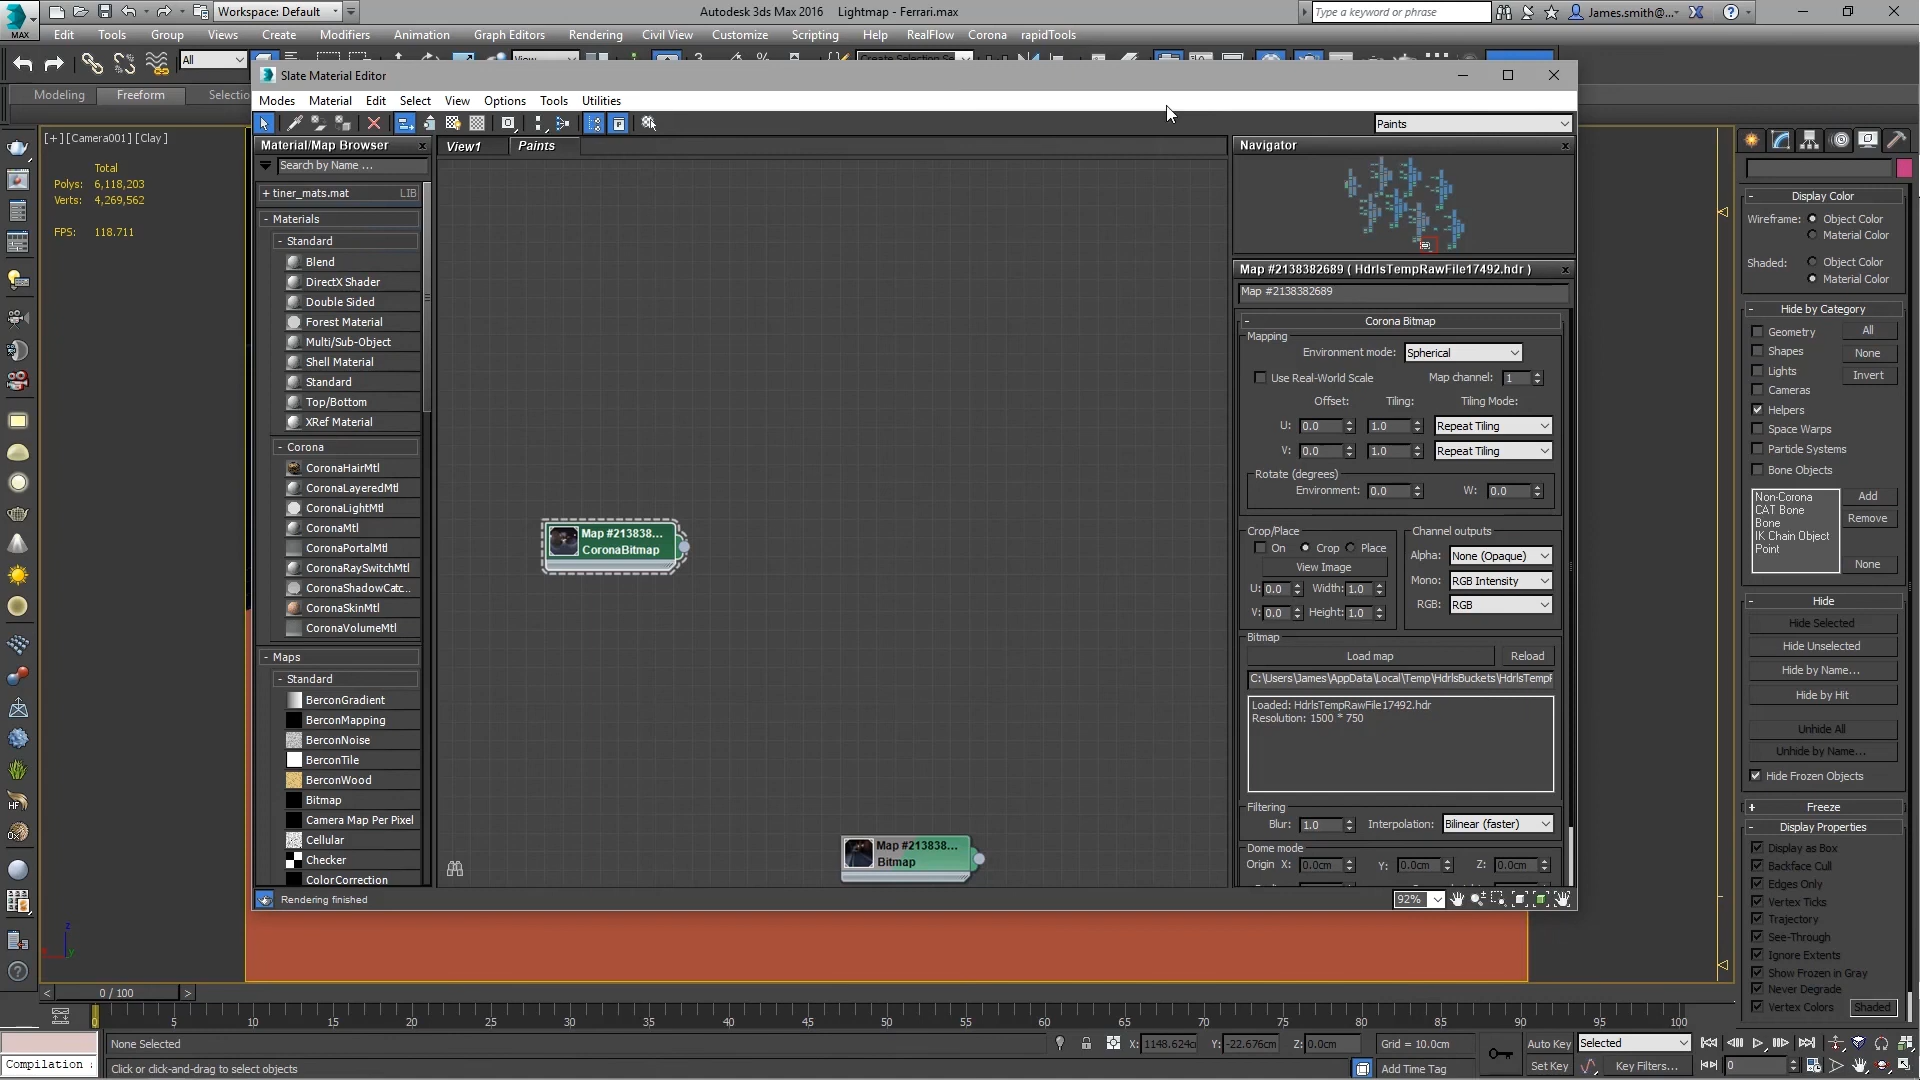 Workspace: Default
Autodesk 3ds Max 2016 Lightmap - Ferrari.max
Type a keyword or phrase
James.smith@...
MAX
Edit Tools Group Views Create Modifiers Animation Graph Editors Rendering Civil View Customize Scripting Help RealFlow Corona rapidTools
All
View
Create Selection Se
Modeling Freeform Selectio
Slate Material Editor
Modes Material Edit Select View Options Tools Utilities
Paints
[+][Camera001][Clay]
Total
Polys: 6,118,203
Verts: 4,269,562
FPS: 118.711
Material/Map Browser
Search by Name ...
+ tiner_mats.mat LIB
- Materials
- Standard
Blend
DirectX Shader
Double Sided
Forest Material
Multi/Sub-Object
Shell Material
Standard
Top/Bottom
XRef Material
- Corona
CoronaHairMtl
CoronaLayeredMtl
CoronaLightMtl
CoronaMtl
CoronaPortalMtl
CoronaRaySwitchMtl
CoronaShadowCatc...
CoronaSkinMtl
CoronaVolumeMtl
- Maps
- Standard
BerconGradient
BerconMapping
BerconNoise
BerconTile
BerconWood
Bitmap
Camera Map Per Pixel
Cellular
Checker
ColorCorrection
View1 Paints
Map #213838...
CoronaBitmap
Map #213838...
Bitmap
Navigator
Map #2138382689 ( HdrlsTempRawFile17492.hdr )
Map #2138382689
- Corona Bitmap
Mapping
Environment mode: Spherical
Use Real-World Scale Map channel: 1
Offset: Tiling: Tiling Mode:
U: 0.0 1.0 Repeat Tiling
V: 0.0 1.0 Repeat Tiling
Rotate (degrees)
Environment: 0.0 W: 0.0
Crop/Place
On Crop Place
View Image
U: 0.0 Width: 1.0
V: 0.0 Height: 1.0
Channel outputs
Alpha: None (Opaque)
Mono: RGB Intensity
RGB: RGB
Bitmap
Load map Reload
C:\Users\James\AppData\Local\Temp\HdrlsBuckets\HdrlsTempF
Loaded: HdrlsTempRawFile17492.hdr
Resolution: 1500 * 750
Filtering
Blur: 1.0 Interpolation: Bilinear (faster)
Dome mode
Origin X: 0.0cm Y: 0.0cm Z: 0.0cm
Rendering finished
92%
- Display Color
Wireframe: Object Color
Material Color
Shaded: Object Color
Material Color
- Hide by Category
Geometry
Shapes
Lights
Cameras
Helpers
Space Warps
Particle Systems
Bone Objects
All
None
Invert
Non-Corona
CAT Bone
Bone
IK Chain Object
Point
Add
Remove
None
- Hide
Hide Selected
Hide Unselected
Hide by Name...
Hide by Hit
Unhide All
Unhide by Name...
Hide Frozen Objects
+ Freeze
- Display Properties
Display as Box
Backface Cull
Edges Only
Vertex Ticks
Trajectory
See-Through
Ignore Extents
Show Frozen in Gray
Never Degrade
Vertex Colors Shaded
z
y
< 0 / 100 >
0 5 10 15 20 25 30 35 40 45 50 55 60 65 70 75 80 85 90 95 100
None Selected
X: 1148.624c Y: -22.676cm Z: 0.0cm Grid = 10.0cm
Auto Key Selected
Compilation
Click or click-and-drag to select objects
Add Time Tag
Set Key Key Filters... 0